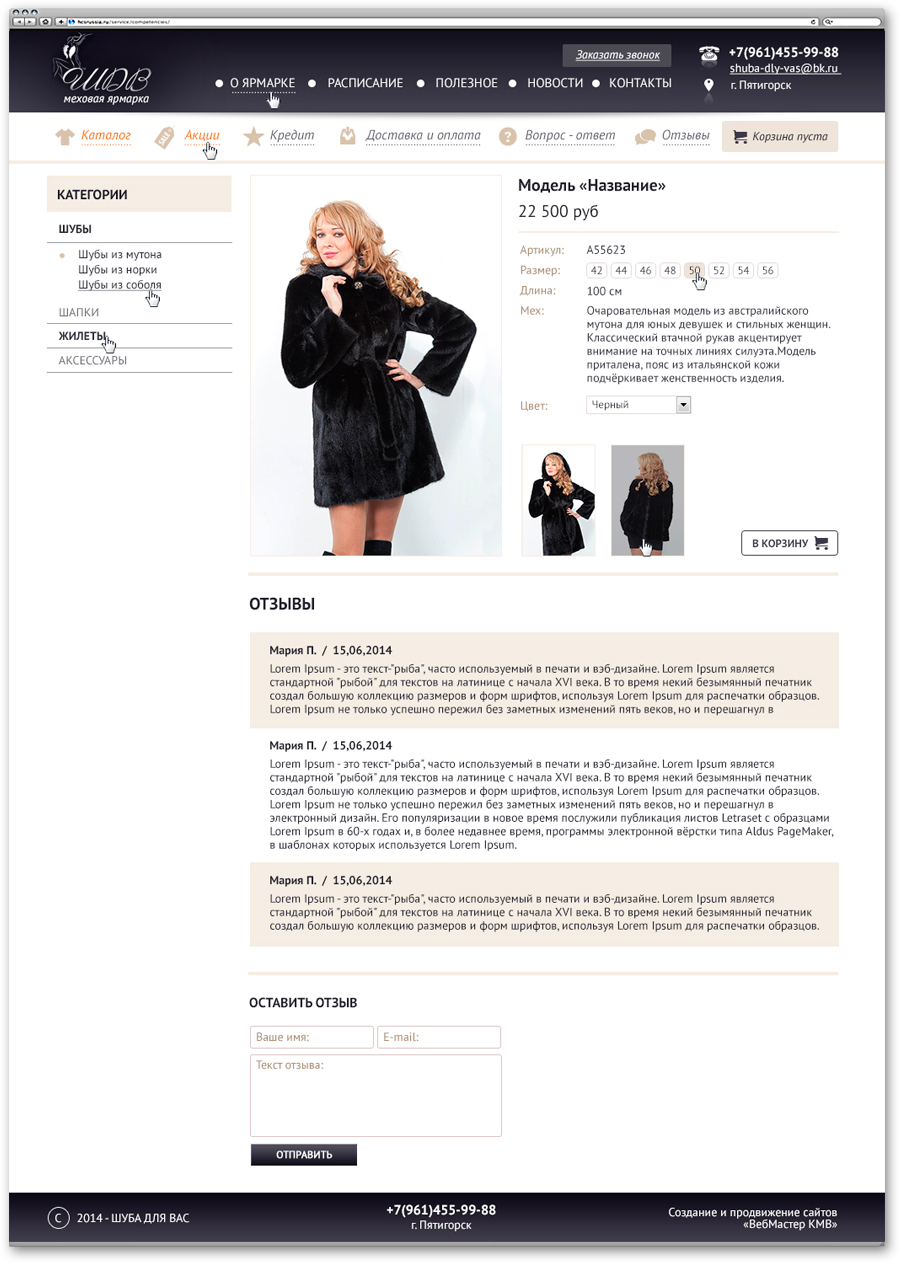 hcsrussia.ru/service/competencies/
ШДВ
меховая ярмарка
Заказать звонок
+7(961)455-99-88
shuba-dly-vas@bk.ru
г. Пятигорск
О ЯРМАРКЕ РАСПИСАНИЕ ПОЛЕЗНОЕ НОВОСТИ КОНТАКТЫ
Каталог SALE Акции Кредит Доставка и оплата ? Вопрос - ответ Отзывы Корзина пуста
КАТЕГОРИИ
ШУБЫ
Шубы из мутона
Шубы из норки
Шубы из соболя
ШАПКИ
ЖИЛЕТЫ
АКСЕССУАРЫ
Модель «Название»
22 500 руб
Артикул: A55623
Размер: 42 44 46 48 50 52 54 56
Длина: 100 см
Мех: Очаровательная модель из австралийского
мутона для юных девушек и стильных женщин.
Классический втачной рукав акцентирует
внимание на точных линиях силуэта.Модель
приталена, пояс из итальянской кожи
подчёркивает женственность изделия.
Цвет: Черный
В КОРЗИНУ
ОТЗЫВЫ
Мария П. / 15,06,2014
Lorem Ipsum - это текст-"рыба", часто используемый в печати и вэб-дизайне. Lorem Ipsum является
стандартной "рыбой" для текстов на латинице с начала XVI века. В то время некий безымянный печатник
создал большую коллекцию размеров и форм шрифтов, используя Lorem Ipsum для распечатки образцов.
Lorem Ipsum не только успешно пережил без заметных изменений пять веков, но и перешагнул в
Мария П. / 15,06,2014
Lorem Ipsum - это текст-"рыба", часто используемый в печати и вэб-дизайне. Lorem Ipsum является
стандартной "рыбой" для текстов на латинице с начала XVI века. В то время некий безымянный печатник
создал большую коллекцию размеров и форм шрифтов, используя Lorem Ipsum для распечатки образцов.
Lorem Ipsum не только успешно пережил без заметных изменений пять веков, но и перешагнул в
электронный дизайн. Его популяризации в новое время послужили публикация листов Letraset с образцами
Lorem Ipsum в 60-х годах и, в более недавнее время, программы электронной вёрстки типа Aldus PageMaker,
в шаблонах которых используется Lorem Ipsum.
Мария П. / 15,06,2014
Lorem Ipsum - это текст-"рыба", часто используемый в печати и вэб-дизайне. Lorem Ipsum является
стандартной "рыбой" для текстов на латинице с начала XVI века. В то время некий безымянный печатник
создал большую коллекцию размеров и форм шрифтов, используя Lorem Ipsum для распечатки образцов.
ОСТАВИТЬ ОТЗЫВ
Ваше имя: E-mail:
Текст отзыва:
ОТПРАВИТЬ
C 2014 - ШУБА ДЛЯ ВАС
+7(961)455-99-88
г. Пятигорск
Создание и продвижение сайтов
«ВебМастер КМВ»